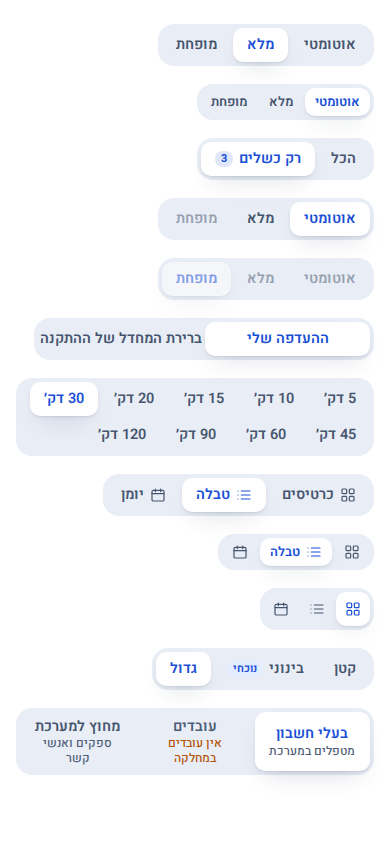 אוטומטי מלא מופחת
אוטומטי מלא מופחת
הכל רק כשלים 3
אוטומטי מלא מופחת
אוטומטי מלא מופחת
ההעדפה שלי ברירת המחדל של ההתקנה
5 דק׳ 10 דק׳ 15 דק׳ 20 דק׳ 30 דק׳
45 דק׳ 60 דק׳ 90 דק׳ 120 דק׳
כרטיסים טבלה יומן
טבלה
קטן בינוני נוכחי גדול
בעלי חשבון
מטפלים במערכת
עובדים
אין עובדים
במחלקה
מחוץ למערכת
ספקים ואנשי
קשר